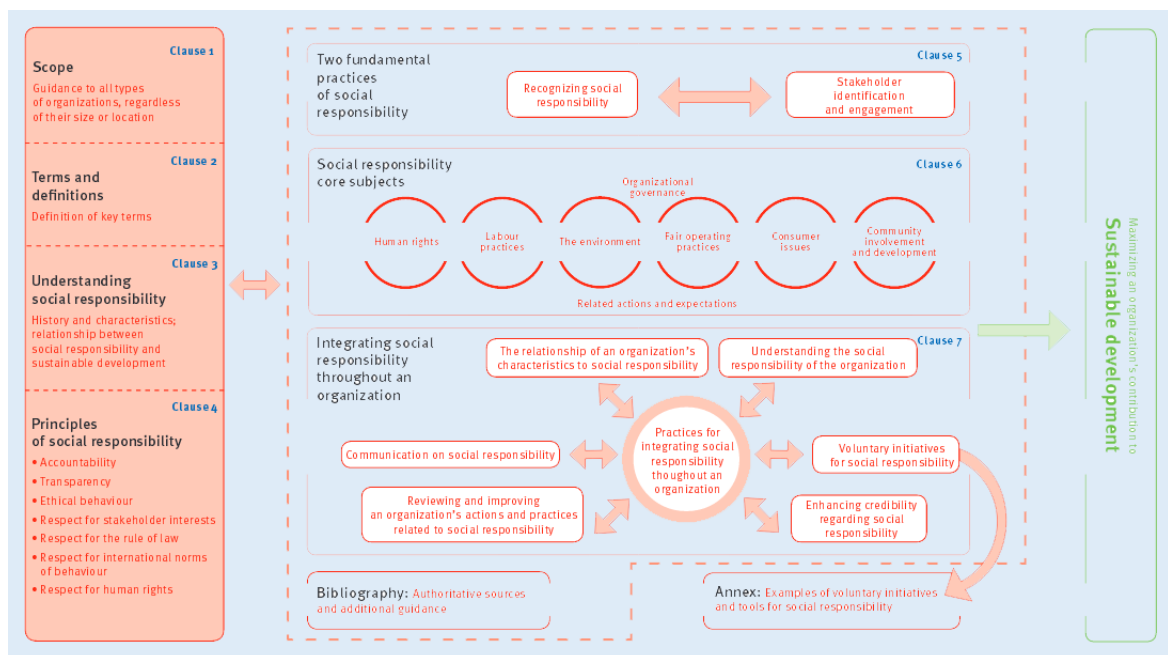 Clause 1
Scope
Guidance to all types
of organizations, regardless
of their size or location
Clause 2
Terms and
definitions
Definition of key terms
Clause 3
Understanding
social responsibility
History and characteristics;
relationship between
social responsibility and
sustainable development
Clause 4
Principles
of social responsibility
• Accountability
• Transparency
• Ethical behaviour
• Respect for stakeholder interests
• Respect for the rule of law
• Respect for international norms
of behaviour
• Respect for human rights
Two fundamental
practices
of social
responsibility
Clause 5
Recognizing social
responsibility
Stakeholder
identification
and engagement
Social responsibility
core subjects
Clause 6
Organizational
governance
Human rights
Labour
practices
The environment
Fair operating
practices
Consumer
issues
Community
involvement
and development
Related actions and expectations
Integrating social
responsibility
throughout an
organization
Clause 7
The relationship of an organization's
characteristics to social responsibility
Understanding the social
responsibility of the organization
Practices for
integrating social
responsibility
thoughout an
organization
Communication on social responsibility
Voluntary initiatives
for social responsibility
Reviewing and improving
an organization's actions and practices
related to social responsibility
Enhancing credibility
regarding social
responsibility
Bibliography: Authoritative sources
and additional guidance
Annex: Examples of voluntary initiatives
and tools for social responsibility
Maximizing an organization's contribution to
Sustainable development